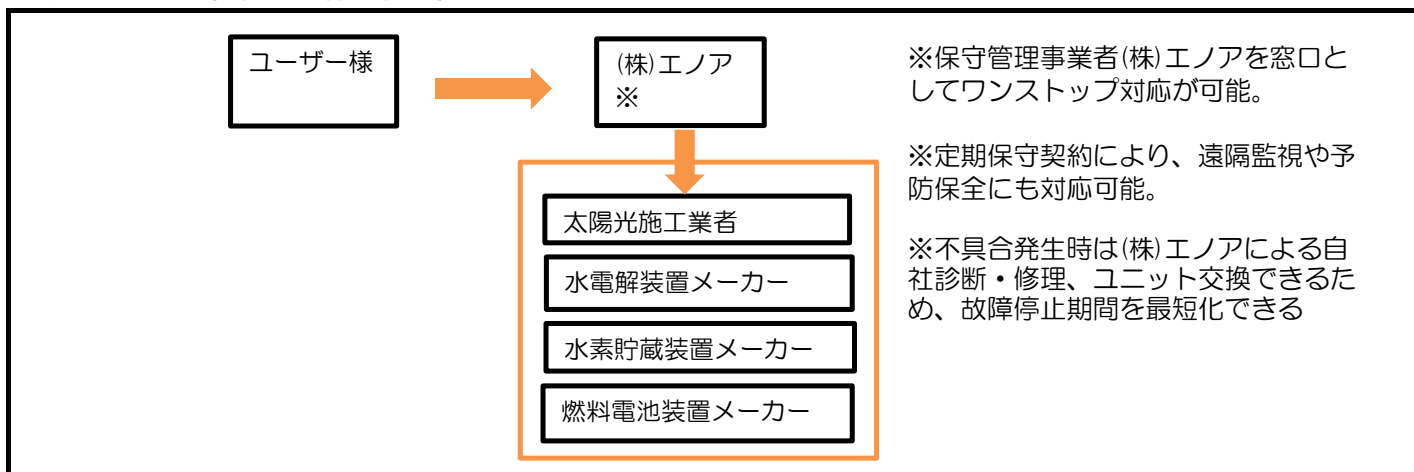 ユーザー様
(株)エノア
※
太陽光施工業者
水電解装置メーカー
水素貯蔵装置メーカー
燃料電池装置メーカー
※保守管理事業者(株)エノアを窓口と
してワンストップ対応が可能。
※定期保守契約により、遠隔監視や予
防保全にも対応可能。
※不具合発生時は(株)エノアによる自
社診断・修理、ユニット交換できるた
め、故障停止期間を最短化できる